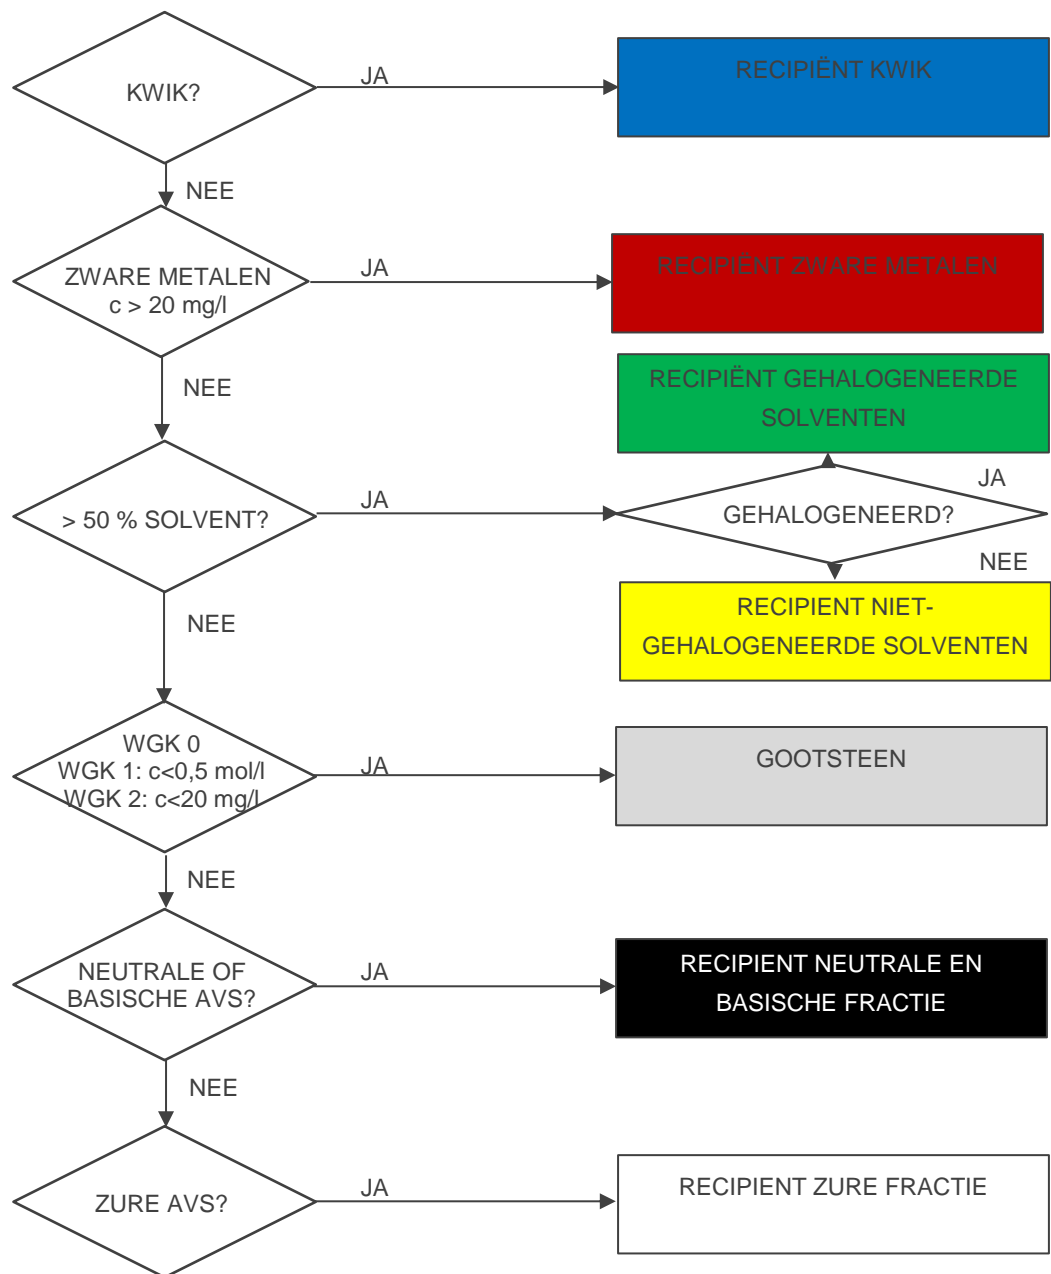 KWIK?
JA
RECIPIËNT KWIK
NEE
ZWARE METALEN
c > 20 mg/l
JA
RECIPIËNT ZWARE METALEN
NEE
RECIPIËNT GEHALOGENEERDE
SOLVENTEN
> 50 % SOLVENT?
JA
GEHALOGENEERD?
JA
NEE
RECIPIENT NIET-
GEHALOGENEERDE SOLVENTEN
NEE
WGK 0
WGK 1: c<0,5 mol/l
WGK 2: c<20 mg/l
JA
GOOTSTEEN
NEE
NEUTRALE OF
BASISCHE AVS?
JA
RECIPIENT NEUTRALE EN
BASISCHE FRACTIE
NEE
ZURE AVS?
JA
RECIPIENT ZURE FRACTIE